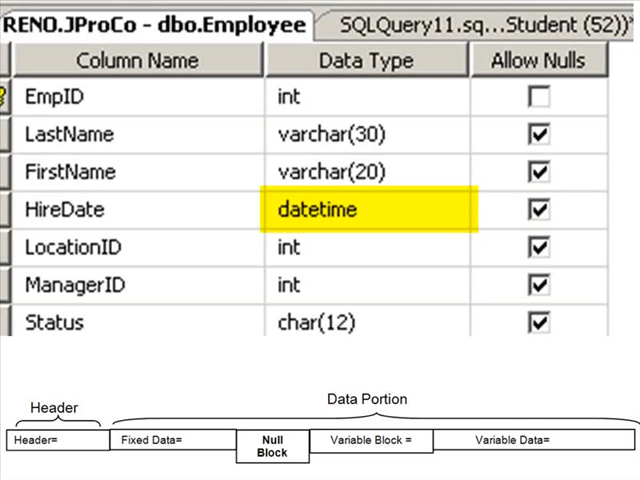 RENO.JProCo - dbo.Employee SQLQuery11.sq...Student (52))*
Column Name Data Type Allow Nulls
EmpID int
LastName varchar(30)
FirstName varchar(20)
HireDate datetime
LocationID int
ManagerID int
Status char(12)
Header Data Portion
Header= Fixed Data= Null Block Variable Block = Variable Data=